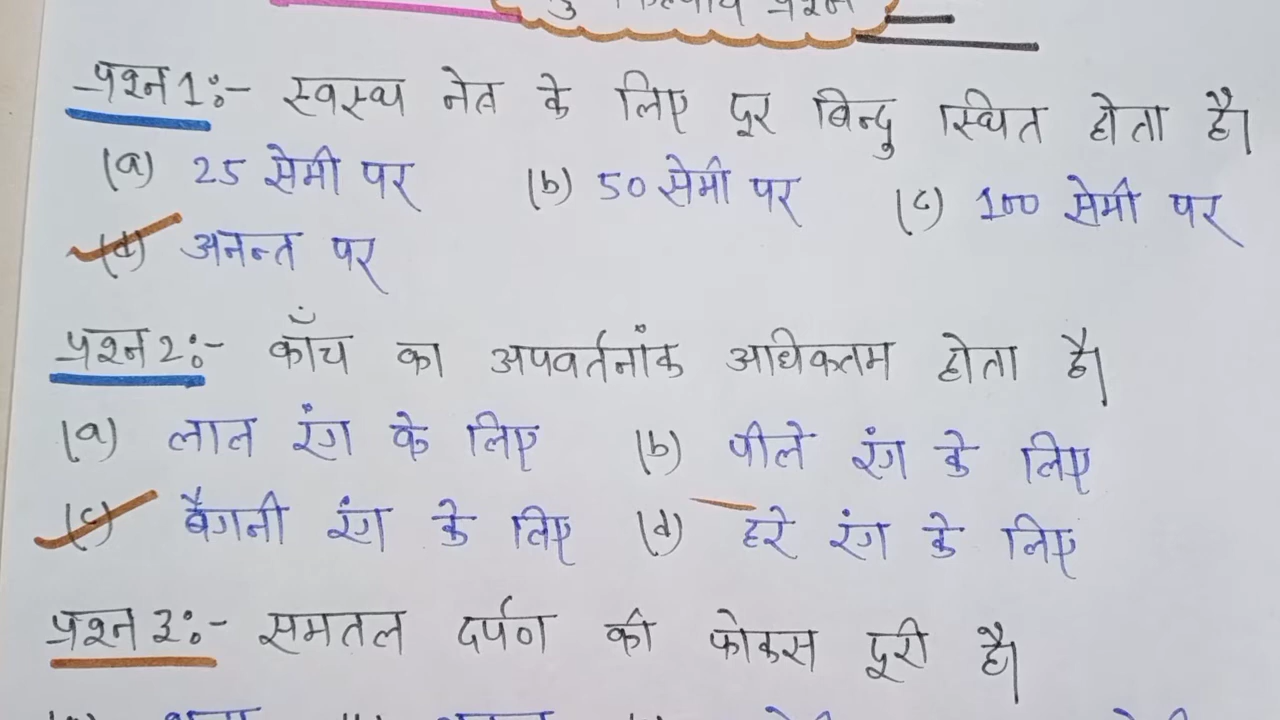 प्रश्न
प्रश्न 1:- स्वस्थ्य नेत्र के लिए दूर बिन्दु स्थित होता है।
(a) 25 सेमी पर (b) 50 सेमी पर (c) 100 सेमी पर
(d) अनन्त पर
प्रश्न 2:- काँच का अपवर्तनांक अधिकतम होता है।
(a) लाल रंग के लिए (b) पीले रंग के लिए
(c) बैगनी रंग के लिए (d) हरे रंग के लिए
प्रश्न 3:- समतल दर्पण की फोकस दूरी है।